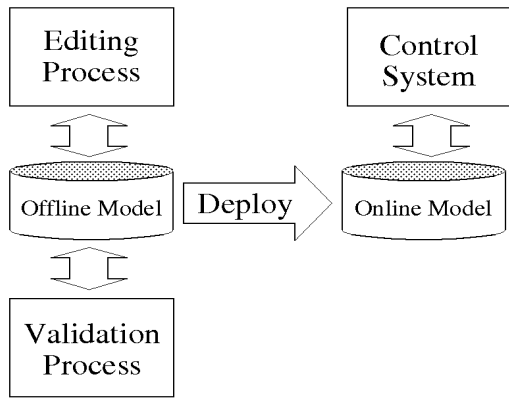 Editing
Process
Control
System
Offline Model
Deploy
Online Model
Validation
Process